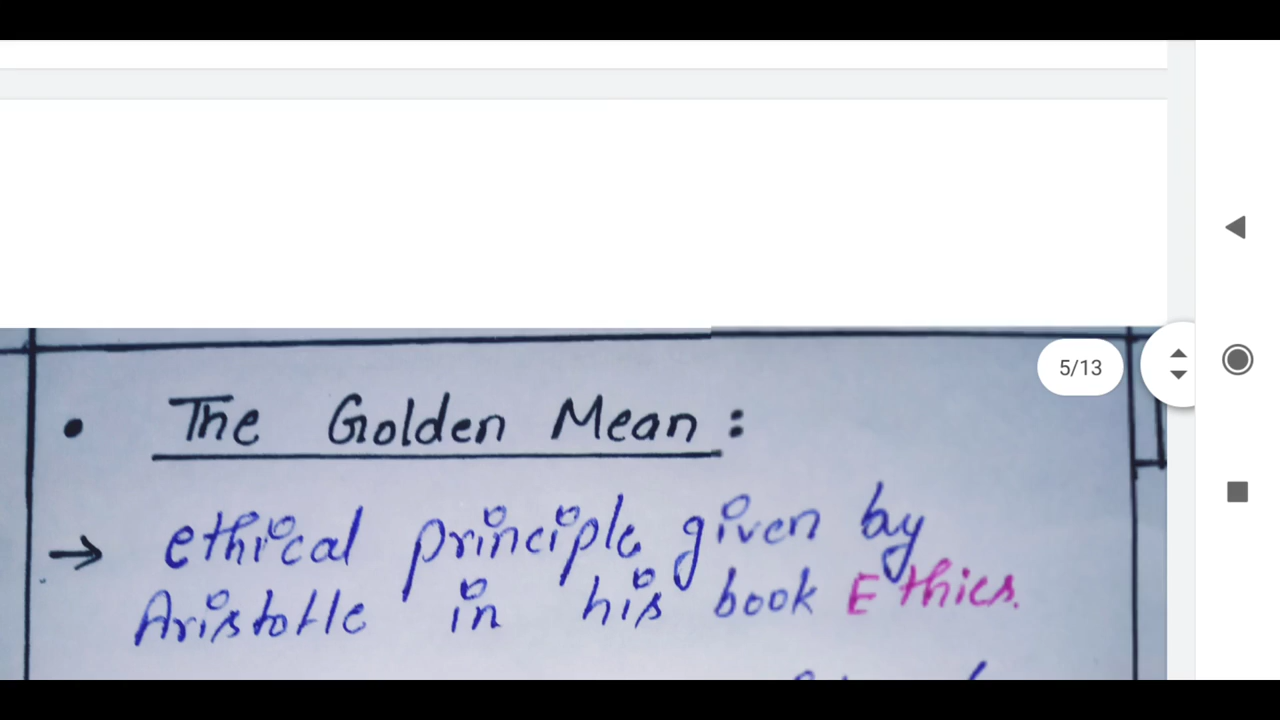 5/13
• The Golden Mean :
→ ethical principle given by
Aristotle in his book Ethics.